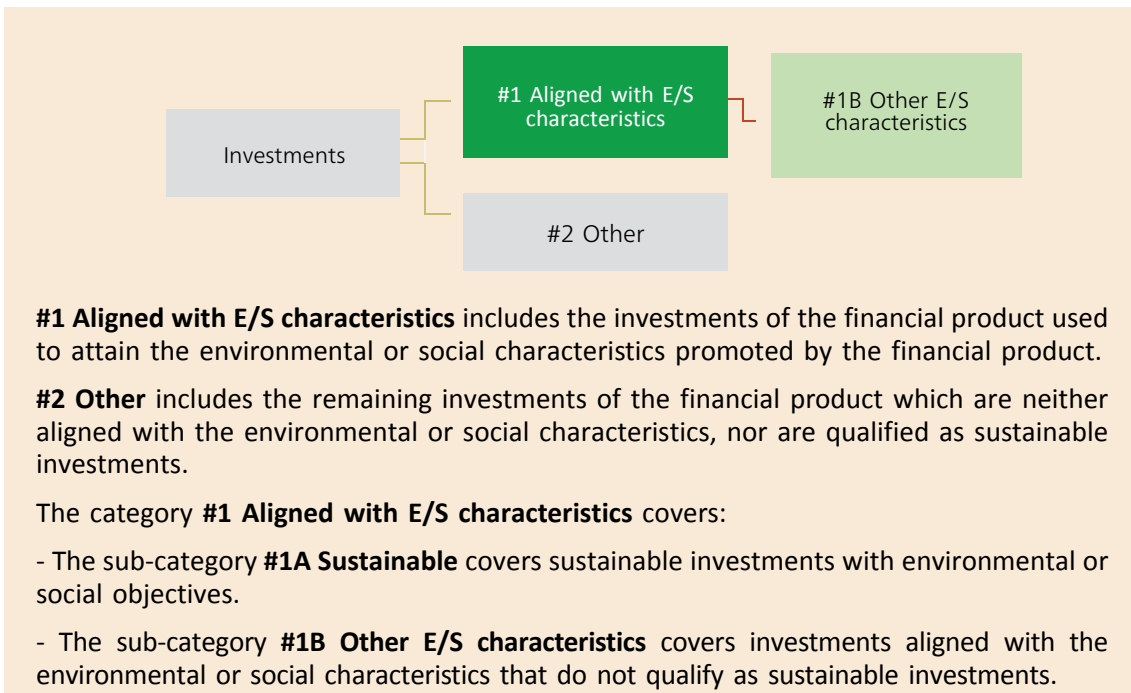 #1 Aligned with E/S
characteristics
#1B Other E/S
characteristics
Investments
#2 Other
#1 Aligned with E/S characteristics includes the investments of the financial product used
to attain the environmental or social characteristics promoted by the financial product.
#2 Other includes the remaining investments of the financial product which are neither
aligned with the environmental or social characteristics, nor are qualified as sustainable
investments.
The category #1 Aligned with E/S characteristics covers:
- The sub-category #1A Sustainable covers sustainable investments with environmental or
social objectives.
- The sub-category #1B Other E/S characteristics covers investments aligned with the
environmental or social characteristics that do not qualify as sustainable investments.